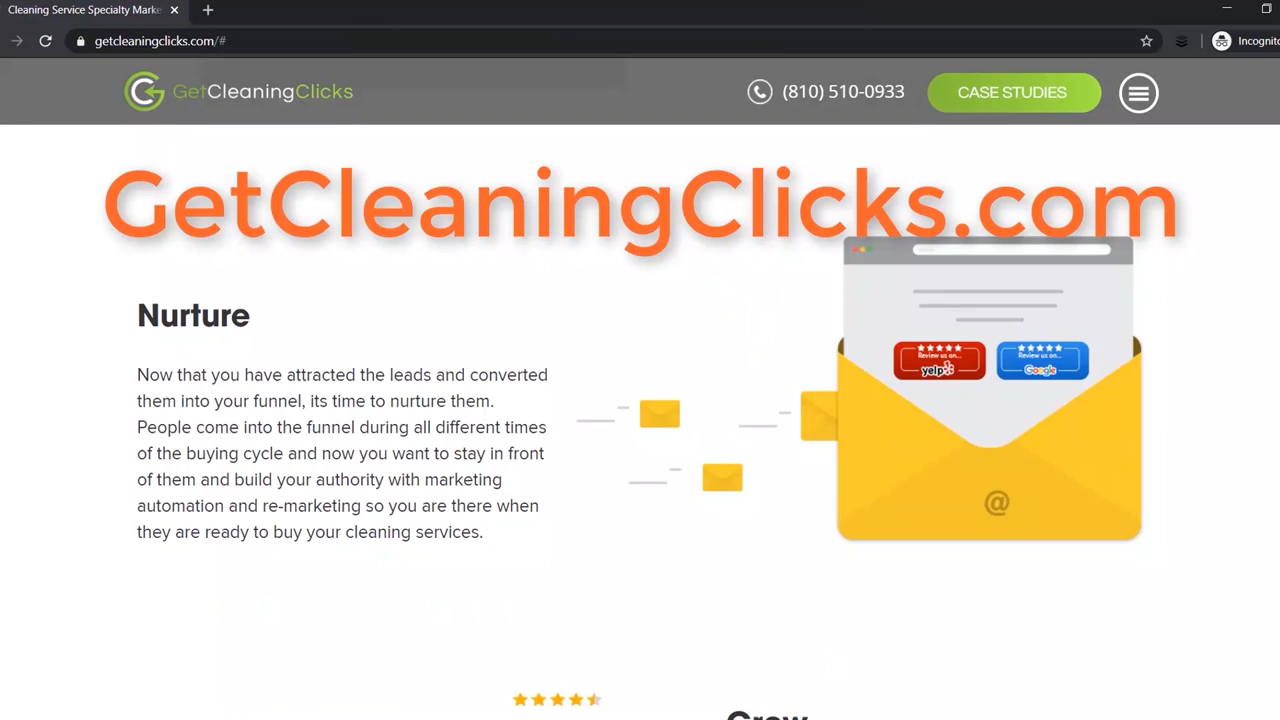 Cleaning Service Specialty Marke
getcleaningclicks.com/#
Incognito
GetCleaningClicks
(810) 510-0933
CASE STUDIES
GetCleaningClicks.com
Nurture
Now that you have attracted the leads and converted
them into your funnel, its time to nurture them.
People come into the funnel during all different times
of the buying cycle and now you want to stay in front
of them and build your authority with marketing
automation and re-marketing so you are there when
they are ready to buy your cleaning services.
Review us on...
yelp
Review us on...
Google
@
Grow